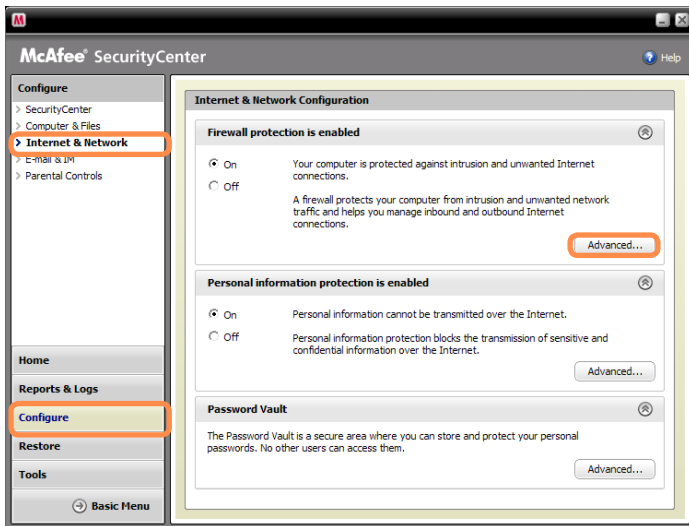 McAfee® SecurityCenter
Help
Configure
> SecurityCenter
> Computer & Files
> Internet & Network
> E-mail & IM
> Parental Controls
Home
Reports & Logs
Configure
Restore
Tools
Basic Menu
Internet & Network Configuration
Firewall protection is enabled
On
Off
Your computer is protected against intrusion and unwanted Internet
connections.
A firewall protects your computer from intrusion and unwanted network
traffic and helps you manage inbound and outbound Internet
connections.
Advanced...
Personal information protection is enabled
On
Off
Personal information cannot be transmitted over the Internet.
Personal information protection blocks the transmission of sensitive and
confidential information over the Internet.
Advanced...
Password Vault
The Password Vault is a secure area where you can store and protect your personal
passwords. No other users can access them.
Advanced...